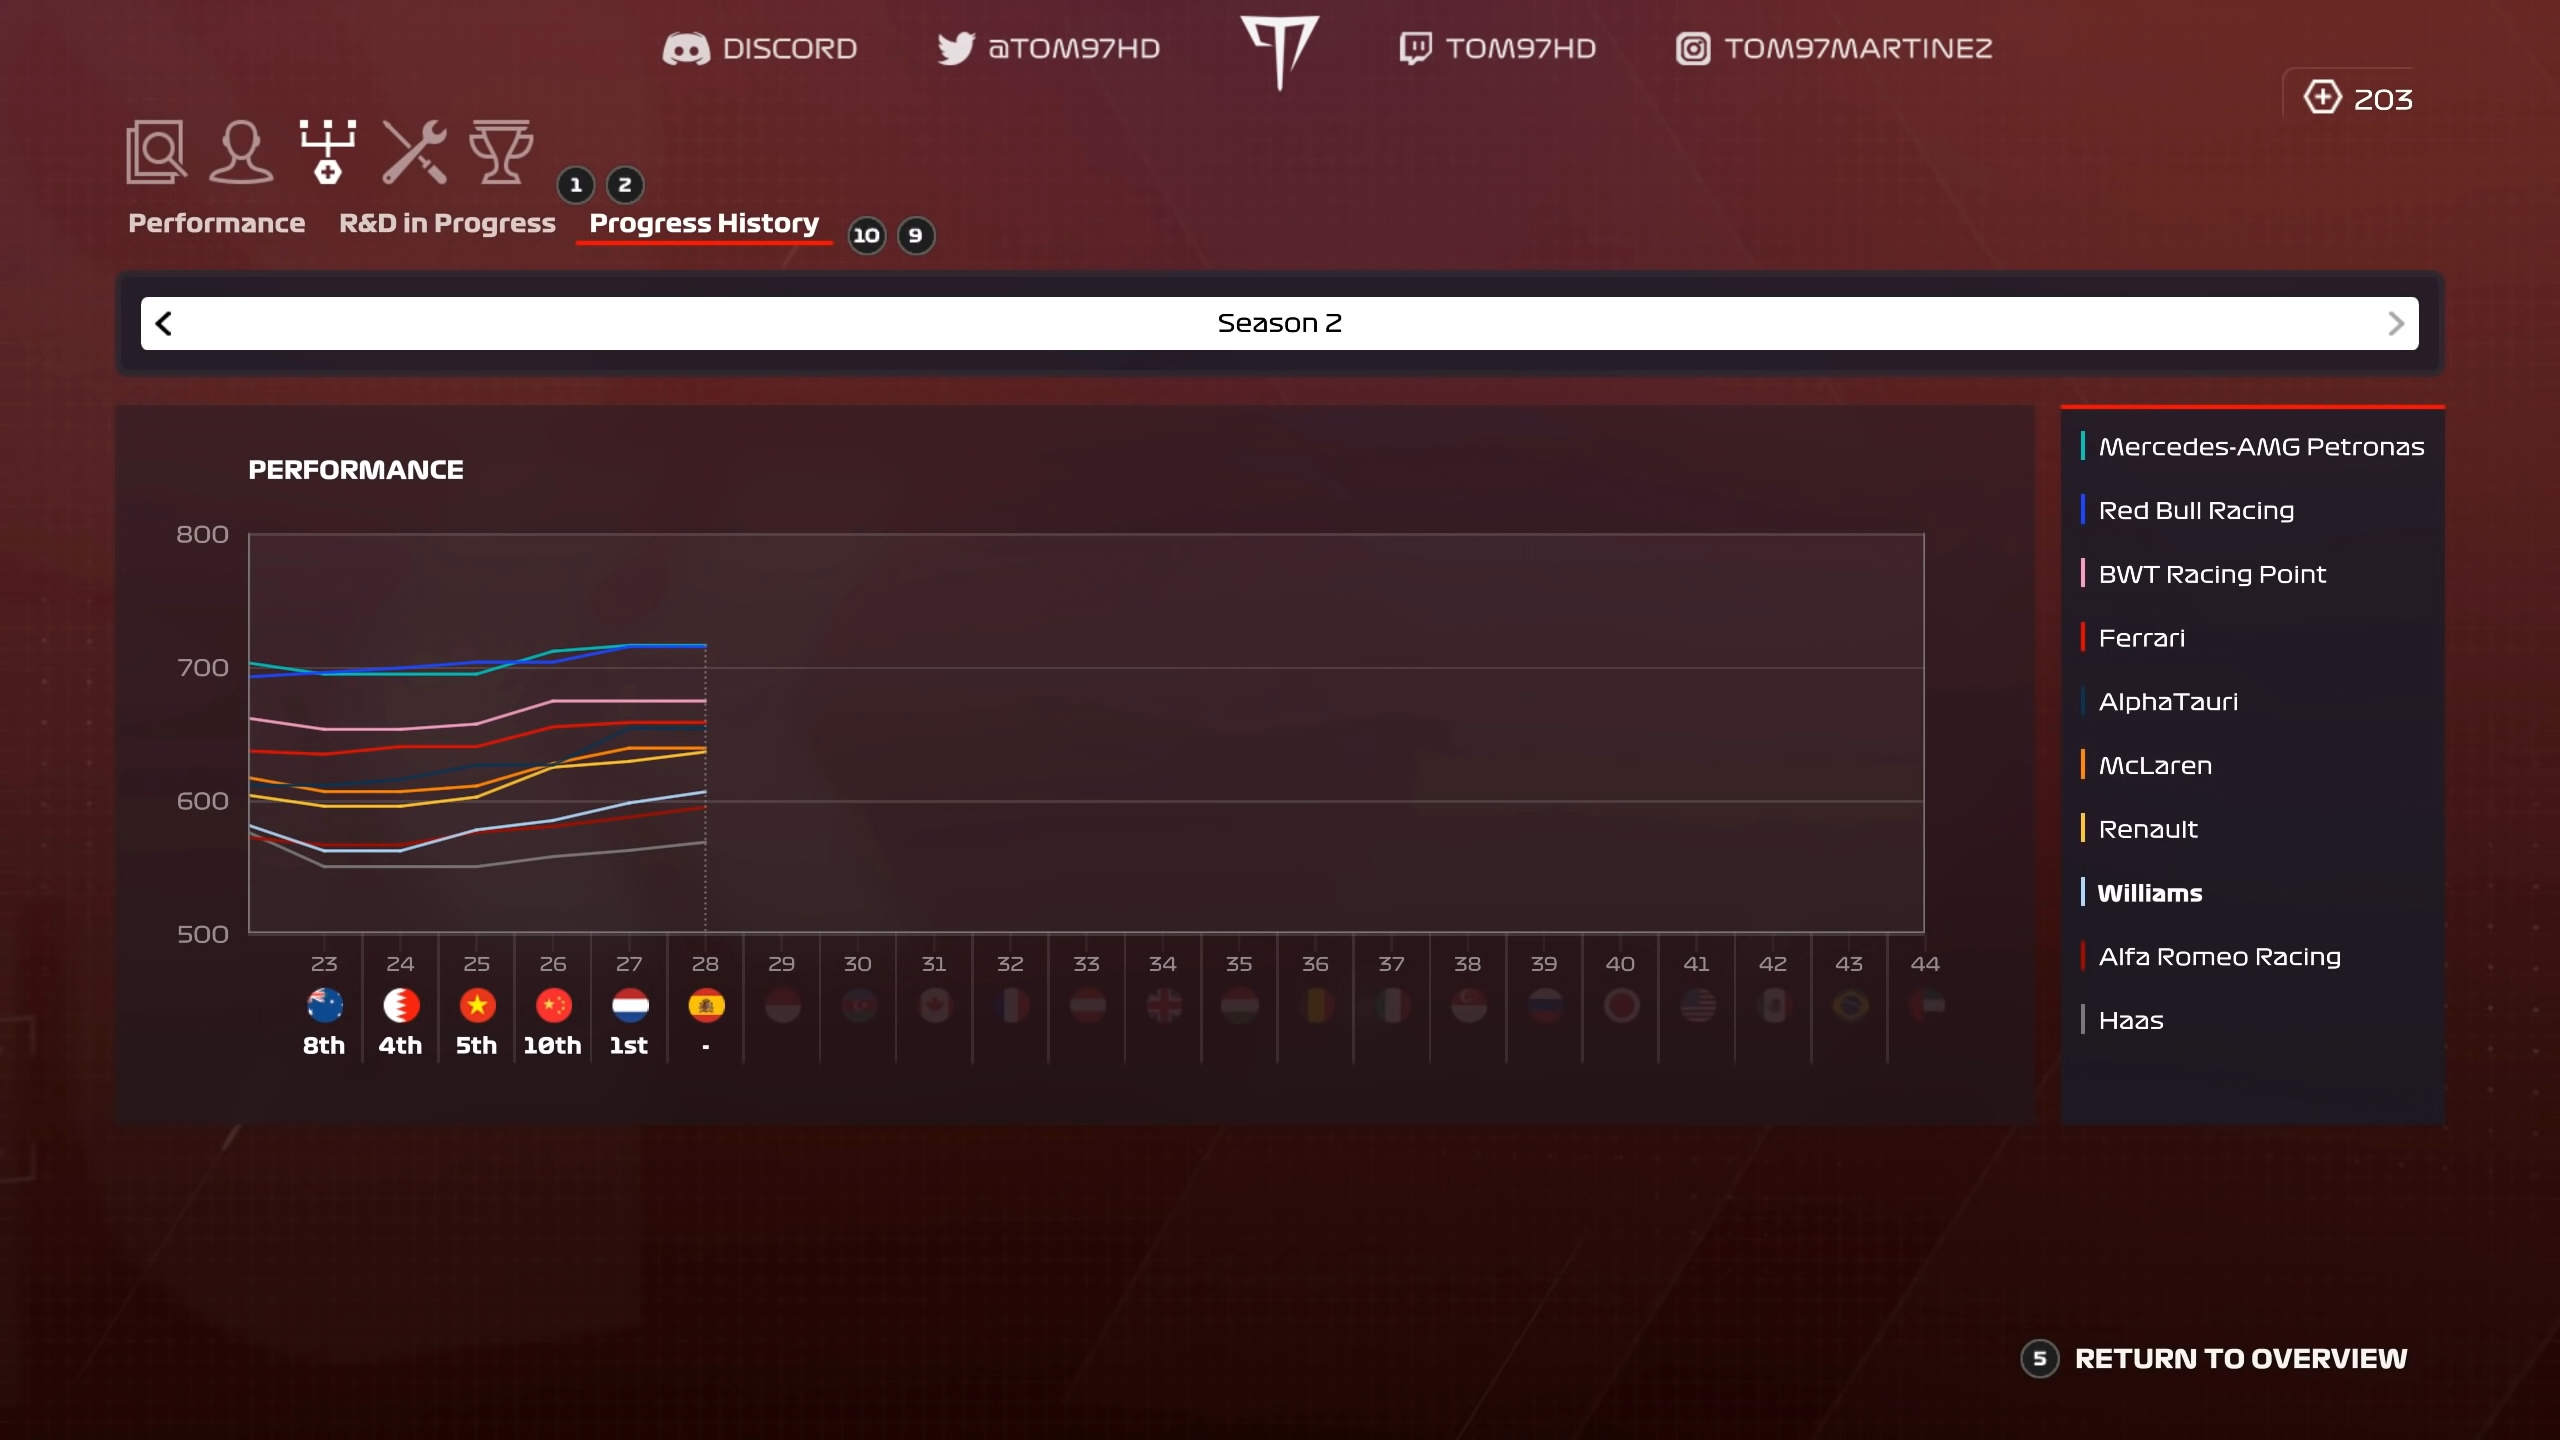 DISCORD @TOM97HD TOM97HD TOM97MARTINEZ
203
1 2
Performance R&D in Progress Progress History 10 9
Season 2
PERFORMANCE
800
700
600
500
23 24 25 26 27 28 29 30 31 32 33 34 35 36 37 38 39 40 41 42 43 44
8th 4th 5th 10th 1st -
Mercedes-AMG Petronas
Red Bull Racing
BWT Racing Point
Ferrari
AlphaTauri
McLaren
Renault
Williams
Alfa Romeo Racing
Haas
5 RETURN TO OVERVIEW